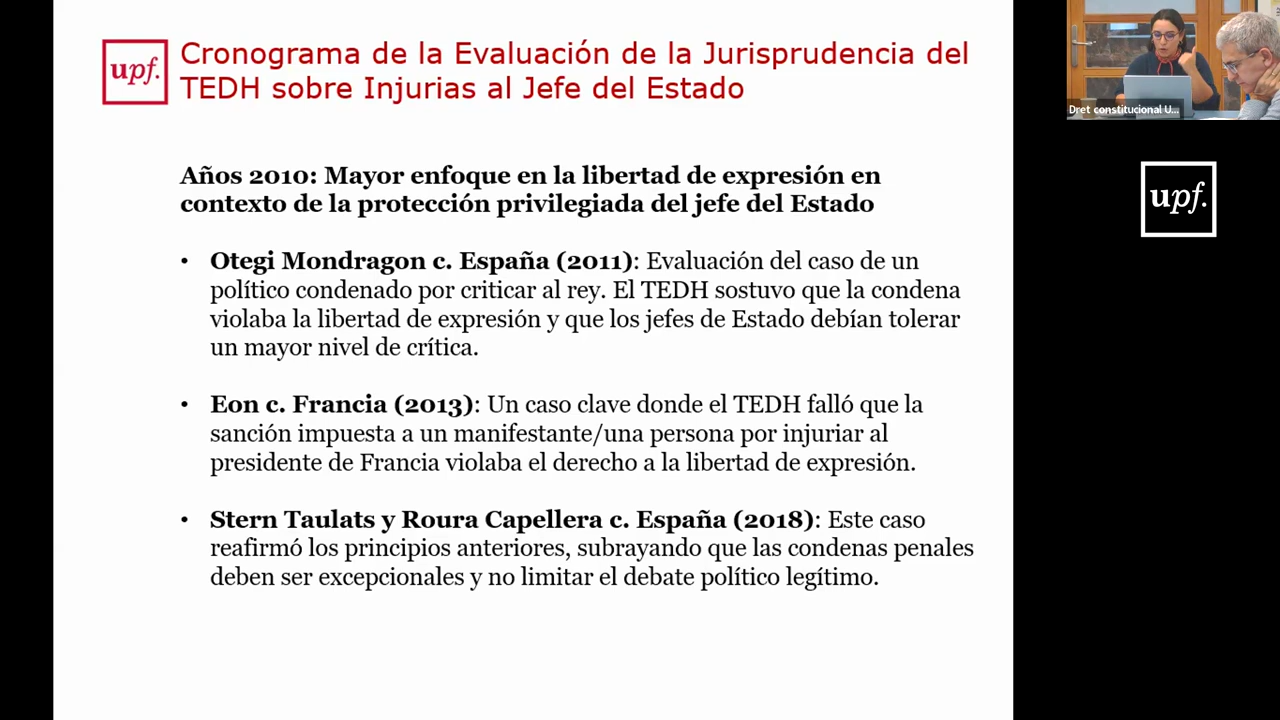 upf.
Cronograma de la Evaluación de la Jurisprudencia del
TEDH sobre Injurias al Jefe del Estado
Años 2010: Mayor enfoque en la libertad de expresión en
contexto de la protección privilegiada del jefe del Estado
• Otegi Mondragon c. España (2011): Evaluación del caso de un
político condenado por criticar al rey. El TEDH sostuvo que la condena
violaba la libertad de expresión y que los jefes de Estado debían tolerar
un mayor nivel de crítica.
• Eon c. Francia (2013): Un caso clave donde el TEDH falló que la
sanción impuesta a un manifestante/una persona por injuriar al
presidente de Francia violaba el derecho a la libertad de expresión.
• Stern Taulats y Roura Capellera c. España (2018): Este caso
reafirmó los principios anteriores, subrayando que las condenas penales
deben ser excepcionales y no limitar el debate político legítimo.
Dret constitucional U...
upf.